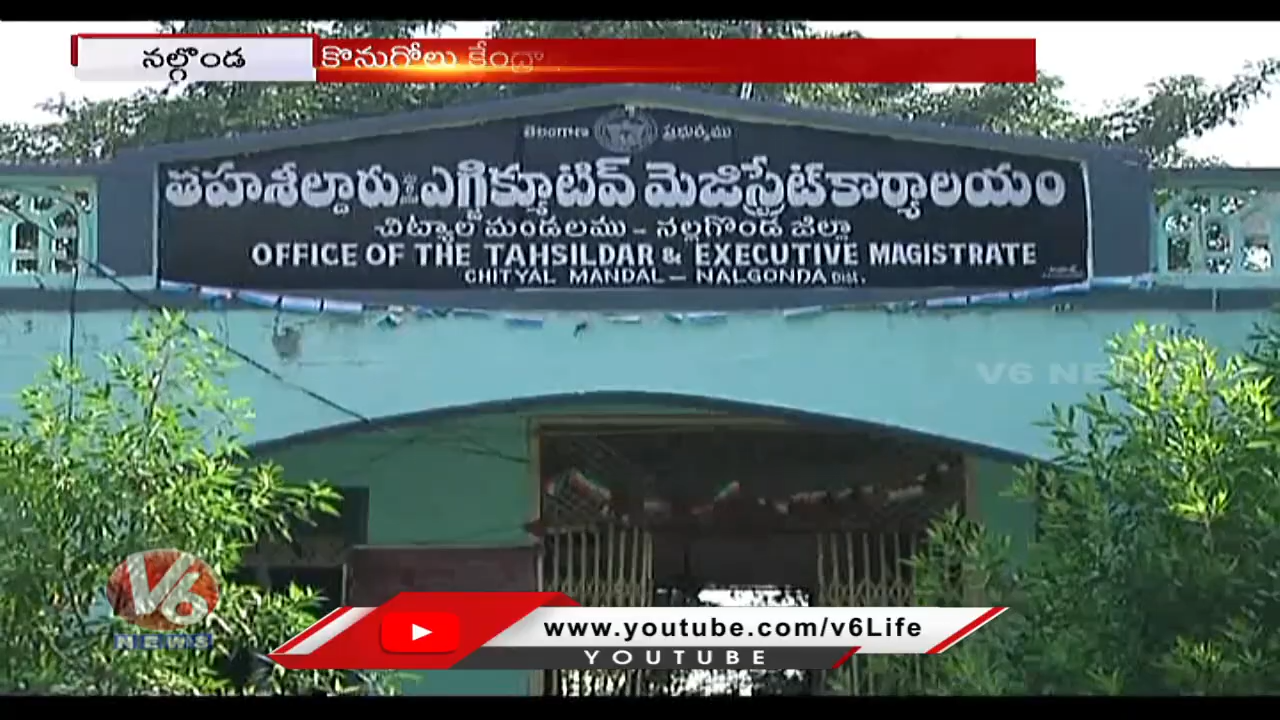 నల్గొండ
కొనుగోలు కేంద్రా
తెలంగాణ ప్రభుత్వము
తహశీల్దారు ఎగ్జిక్యూటివ్ మెజిస్ట్రేట్ కార్యాలయం
చిట్యాల మండలము - నల్లగొండ జిల్లా
OFFICE OF THE TAHSILDAR & EXECUTIVE MAGISTRATE
CHITYAL MANDAL - NALGONDA Dist.
V6 NE
V6
NEWS
www.youtube.com/v6Life
YOUTUBE